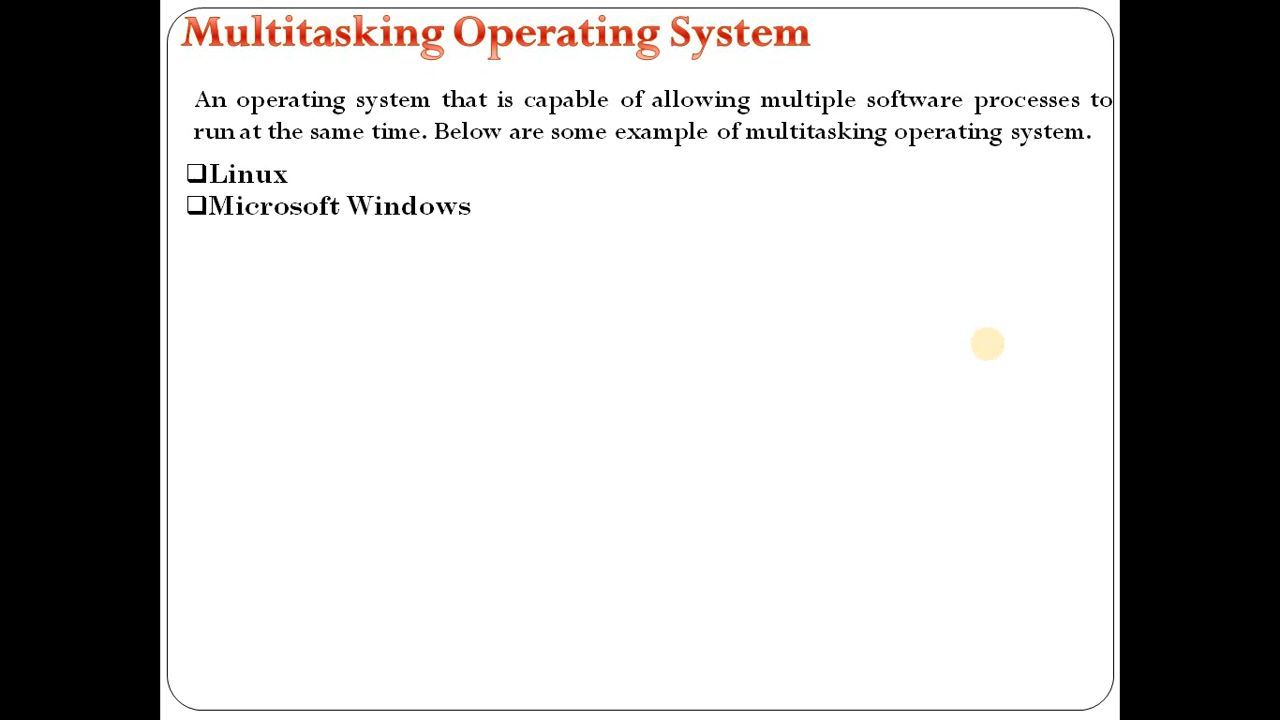 Multitasking Operating System
An operating system that is capable of allowing multiple software processes to
run at the same time. Below are some example of multitasking operating system.
❑Linux
❑Microsoft Windows